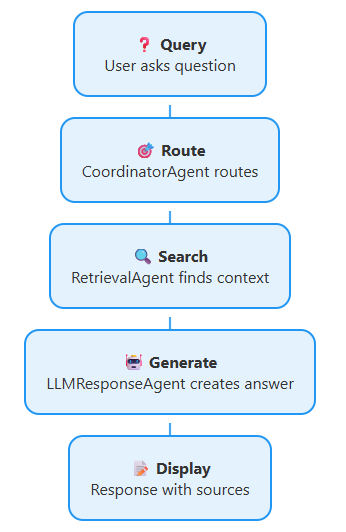 ❓ Query
User asks question
🎯 Route
CoordinatorAgent routes
🔍 Search
RetrievalAgent finds context
🤖 Generate
LLMResponseAgent creates answer
📝 Display
Response with sources